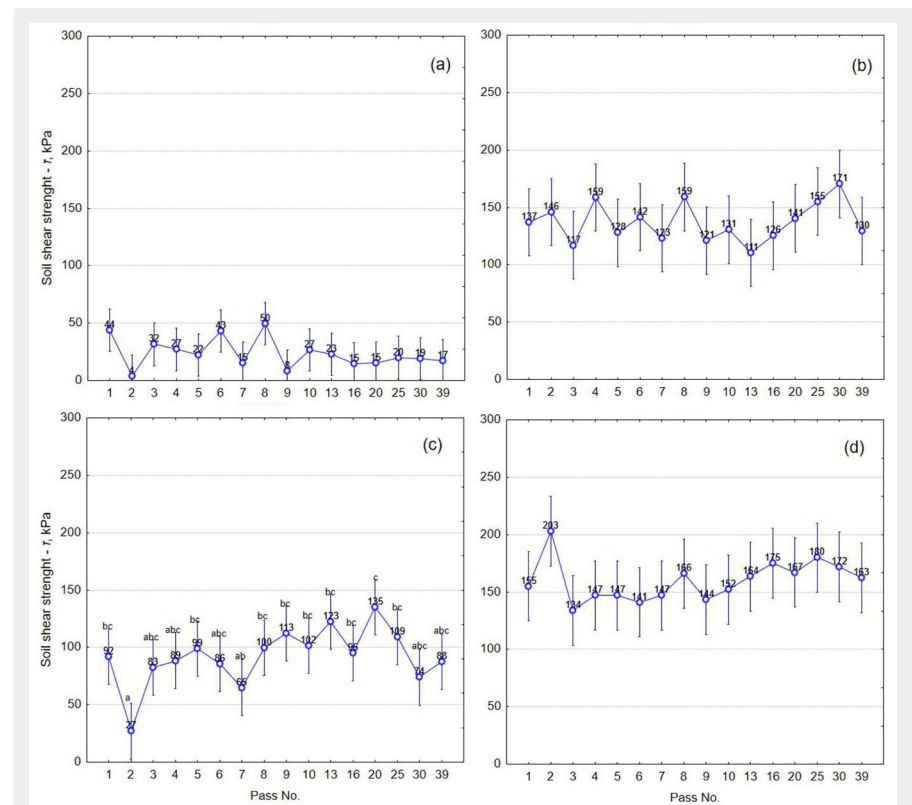 300
250
200
150
100
50
0
Soil shear strenght - τ, kPa
(a)
44 4 32 27 22 43 15 50 8 27 23 15 15 20 19 17
1 2 3 4 5 6 7 8 9 10 13 16 20 25 30 39
300
250
200
150
100
50
0
(b)
137 146 117 159 128 142 123 159 121 131 111 126 141 155 171 130
1 2 3 4 5 6 7 8 9 10 13 16 20 25 30 39
300
250
200
150
100
50
0
Soil shear strenght - τ, kPa
(c)
bc a abc abc bc abc ab bc bc bc bc bc c bc abc abc
92 27 83 89 99 86 65 100 113 102 123 95 135 109 74 88
1 2 3 4 5 6 7 8 9 10 13 16 20 25 30 39
Pass No.
300
250
200
150
100
50
0
(d)
155 203 134 147 147 141 147 166 144 152 164 175 167 180 172 163
1 2 3 4 5 6 7 8 9 10 13 16 20 25 30 39
Pass No.